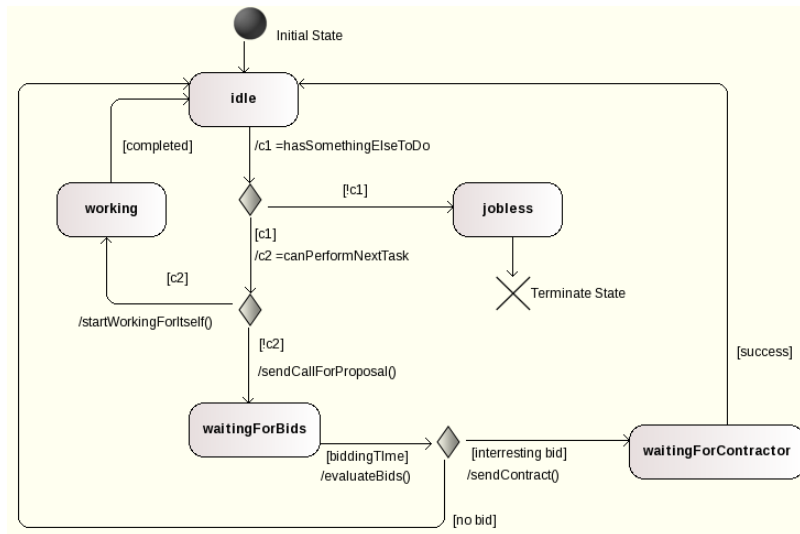 Initial State
idle
/c1 =hasSomethingElseToDo
[completed]
[!c1]
working
jobless
[c1]
/c2 =canPerformNextTask
[c2]
Terminate State
/startWorkingForItself()
[!c2]
[success]
/sendCallForProposal()
waitingForBids
waitingForContractor
[biddingTIme]
[interresting bid]
/evaluateBids()
/sendContract()
[no bid]